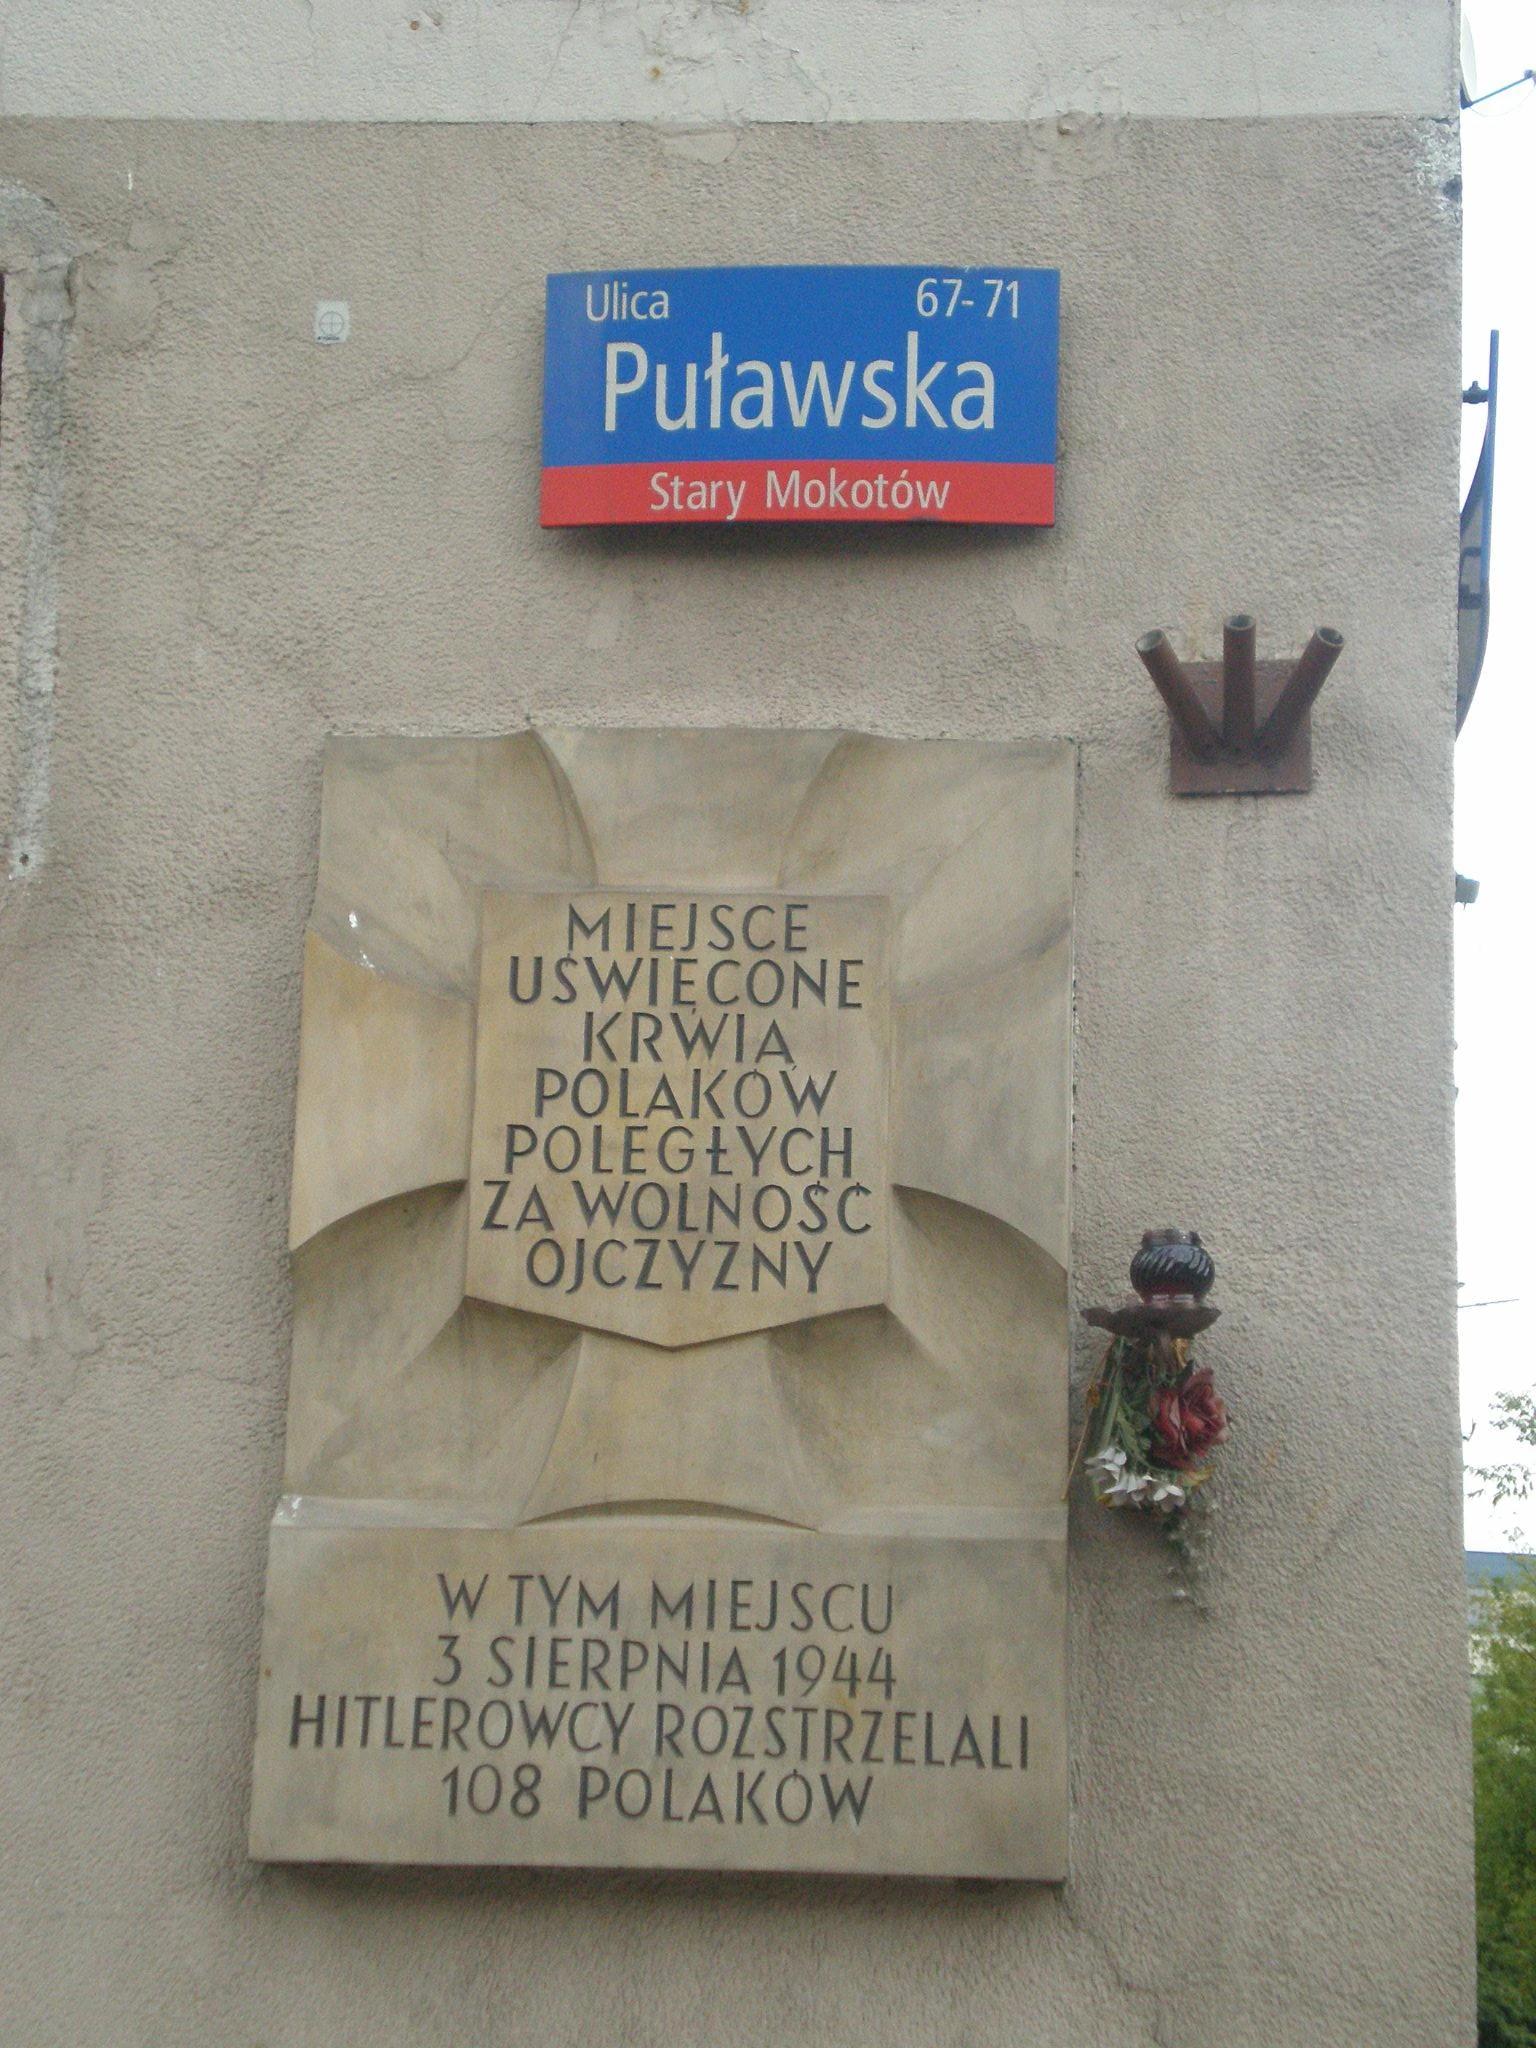 Ulica 67-71
Puławska
Stary Mokotów
MIEJSCE
UŚWIĘCONE
KRWIĄ
POLAKÓW
POLEGŁYCH
ZA WOLNOŚĆ
OJCZYZNY
W TYM MIEJSCU
3 SIERPNIA 1944
HITLEROWCY ROZSTRZELALI
108 POLAKÓW